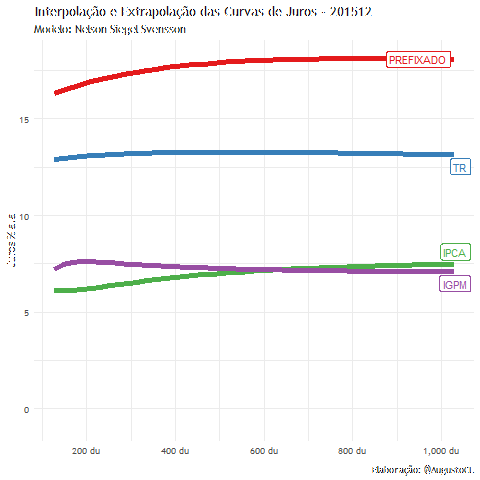 Interpolação e Extrapolação das Curvas de Juros - 201512
Modelo: Nelson Siegel Svensson
PREFIXADO
15
TR
10
IPCA
IGPM
5
0
200 du
400 du
600 du
800 du
1,000 du
Elaboração: